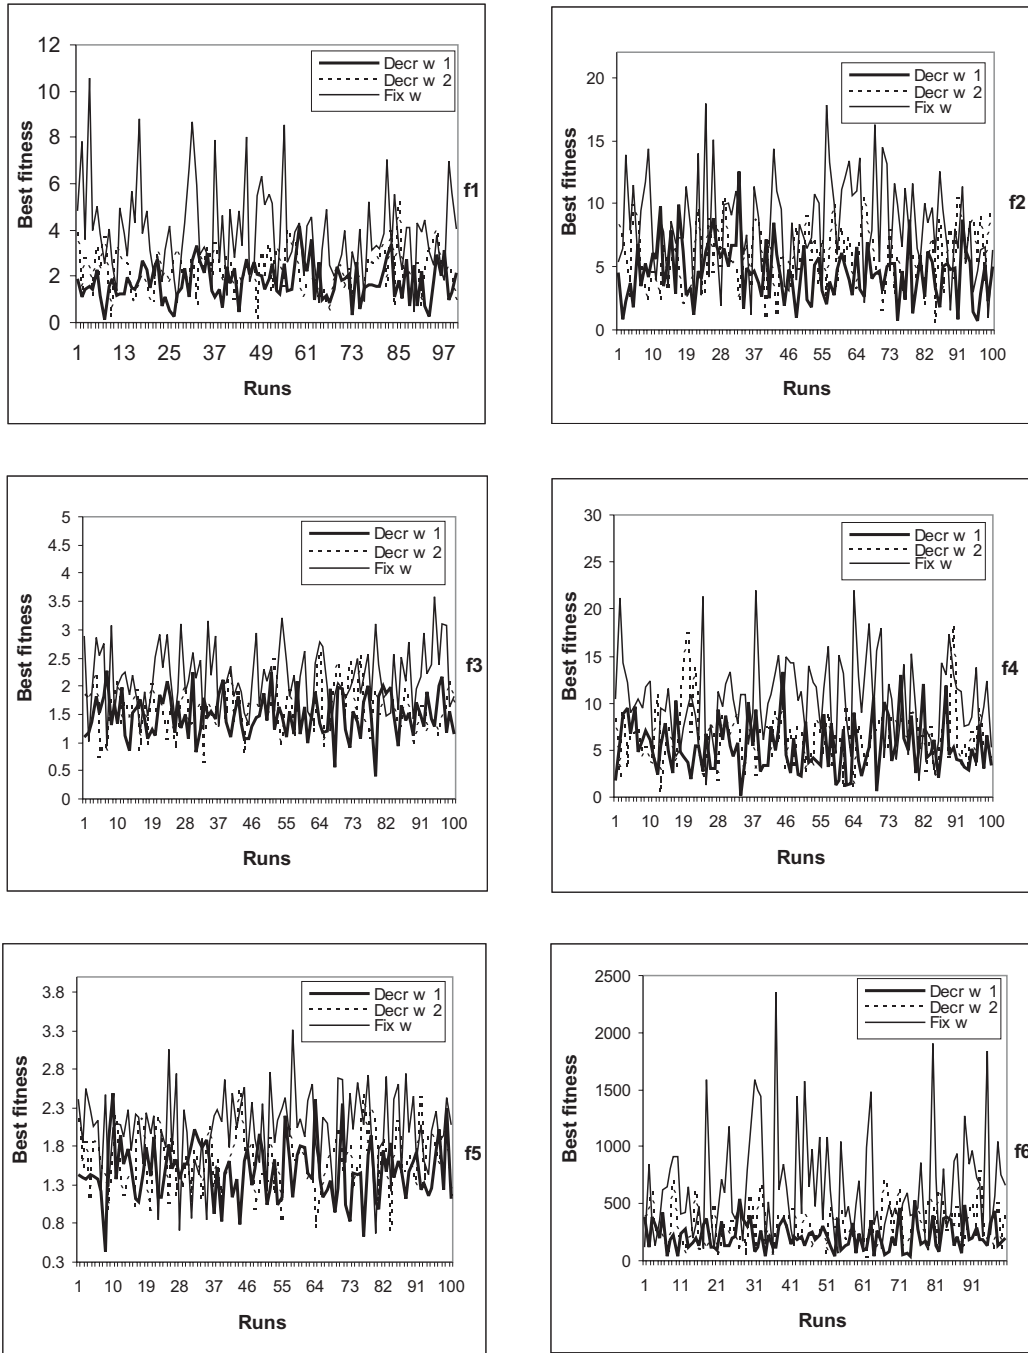 12
10
8
6
4
2
0
Best fitness
Decr w 1
Decr w 2
Fix w
f1
1 13 25 37 49 61 73 85 97
Runs
20
15
10
5
0
Best fitness
Decr w 1
Decr w 2
Fix w
f2
1 10 19 28 37 46 55 64 73 82 91 100
Runs
5
4.5
4
3.5
3
2.5
2
1.5
1
0.5
0
Best fitness
Decr w 1
Decr w 2
Fix w
f3
1 10 19 28 37 46 55 64 73 82 91 100
Runs
30
25
20
15
10
5
0
Best fitness
Decr w 1
Decr w 2
Fix w
f4
1 10 19 28 37 46 55 64 73 82 91 100
Runs
3.8
3.3
2.8
2.3
1.8
1.3
0.8
0.3
Best fitness
Decr w 1
Decr w 2
Fix w
f5
1 10 19 28 37 46 55 64 73 82 91 100
Runs
2500
2000
1500
1000
500
0
Best fitness
Decr w 1
Decr w 2
Fix w
f6
1 11 21 31 41 51 61 71 81 91
Runs